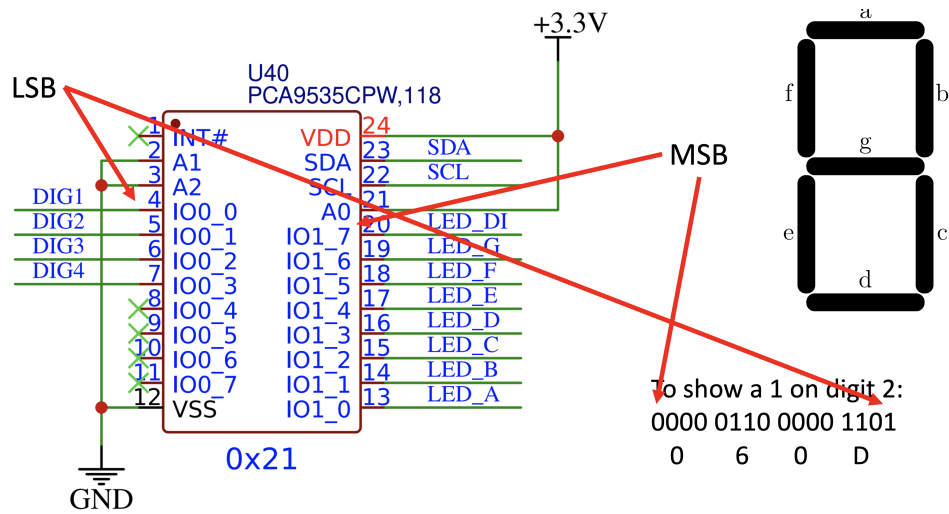 a
+3.3V
U40
PCA9535CPW,118
LSB
f
b
1
INT#
VDD
24
g
2
A1
SDA
23
SDA
MSB
3
A2
SCL
22
SCL
DIG1
4
IO0_0
A0
21
DIG2
5
IO0_1
IO1_7
20
LED_DI
DIG3
6
IO0_2
IO1_6
19
LED_G
e
c
DIG4
7
IO0_3
IO1_5
18
LED_F
8
IO0_4
IO1_4
17
LED_E
d
9
IO0_5
IO1_3
16
LED_D
10
IO0_6
IO1_2
15
LED_C
11
IO0_7
IO1_1
14
LED_B
12
VSS
IO1_0
13
LED_A
To show a 1 on digit 2:
0000 0110 0000 1101
0 6 0 D
0x21
GND